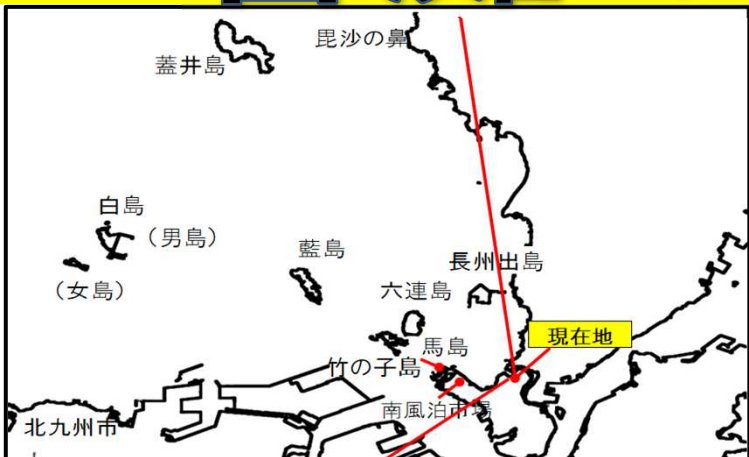 毘沙の鼻
蓋井島
白島
(男島)
(女島)
藍島
長州出島
六連島
現在地
馬島
竹の子島
南風泊市場
北九州市